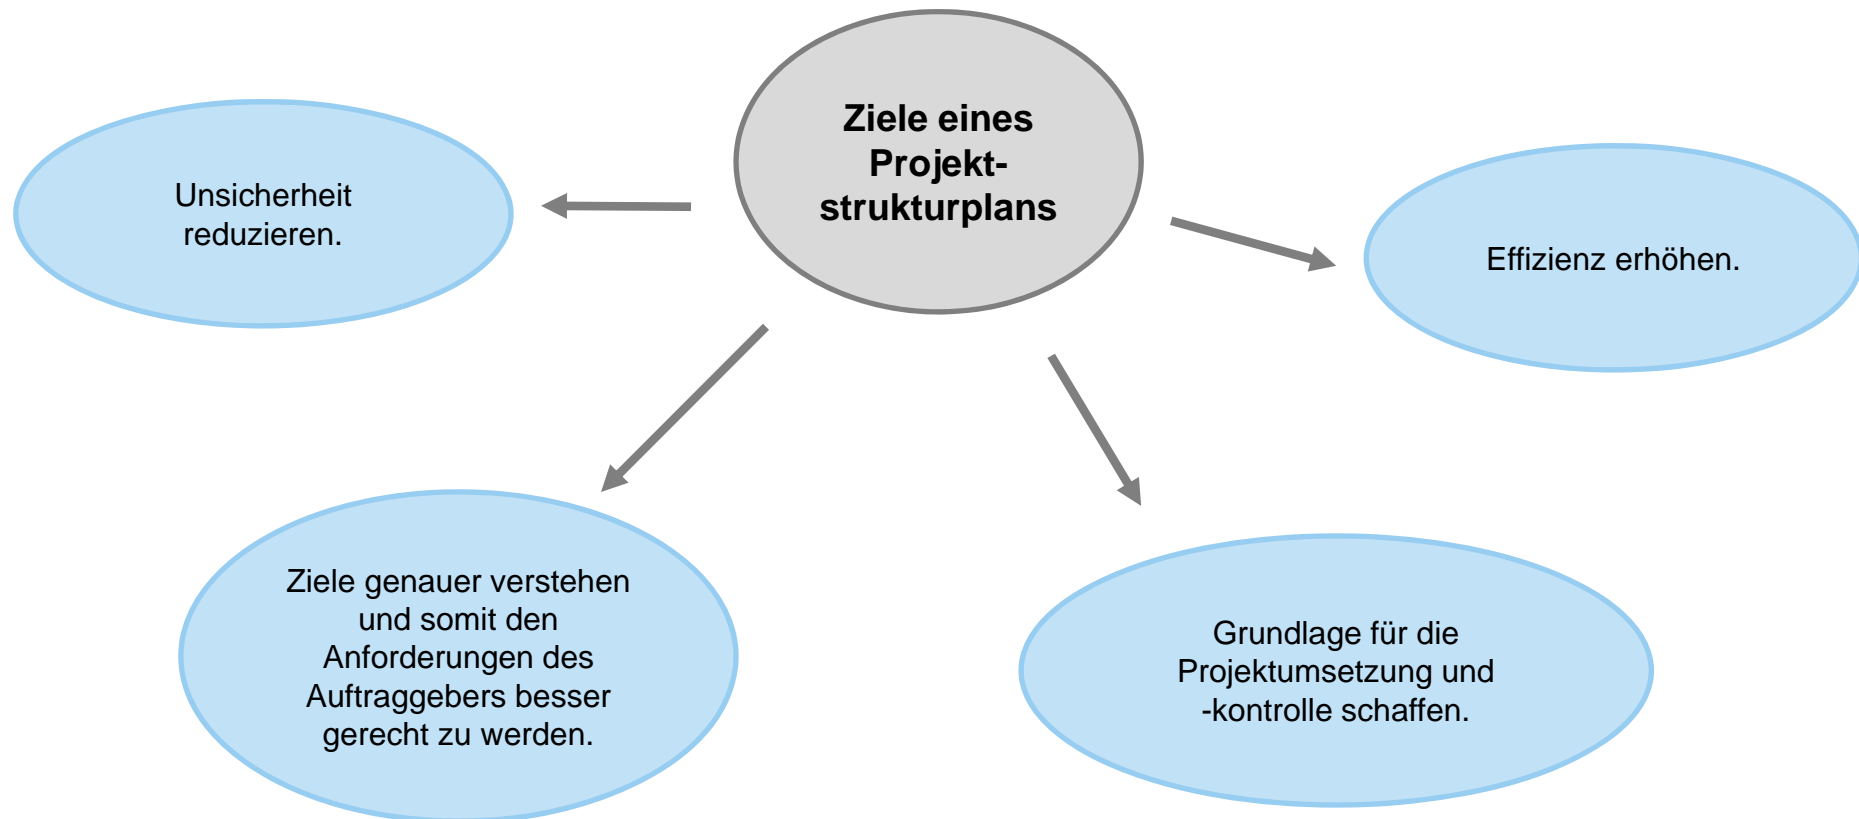 Ziele eines
Projekt-
strukturplans
Unsicherheit
reduzieren.
Effizienz erhöhen.
Ziele genauer verstehen
und somit den
Anforderungen des
Auftraggebers besser
gerecht zu werden.
Grundlage für die
Projektumsetzung und
-kontrolle schaffen.